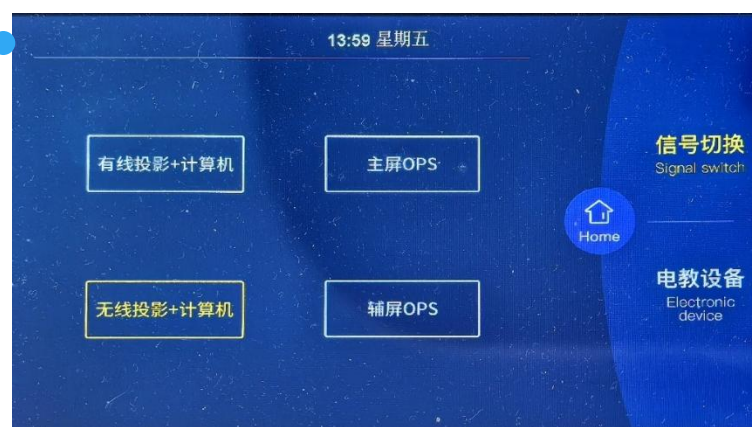 13:59 星期五
有线投影+计算机
主屏OPS
信号切换
Signal switch
Home
无线投影+计算机
辅屏OPS
电教设备
Electronic
device